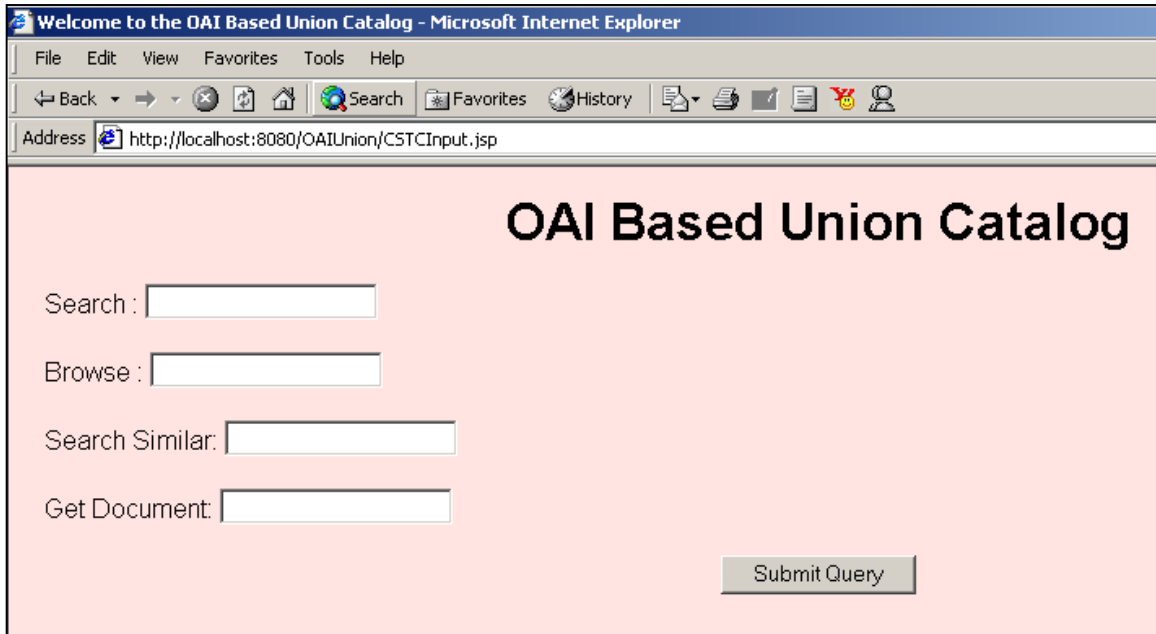 Welcome to the OAI Based Union Catalog - Microsoft Internet Explorer
File Edit View Favorites Tools Help
Back Search Favorites History
Address http://localhost:8080/OAIUnion/CSTCInput.jsp
OAI Based Union Catalog
Search :
Browse :
Search Similar:
Get Document:
Submit Query